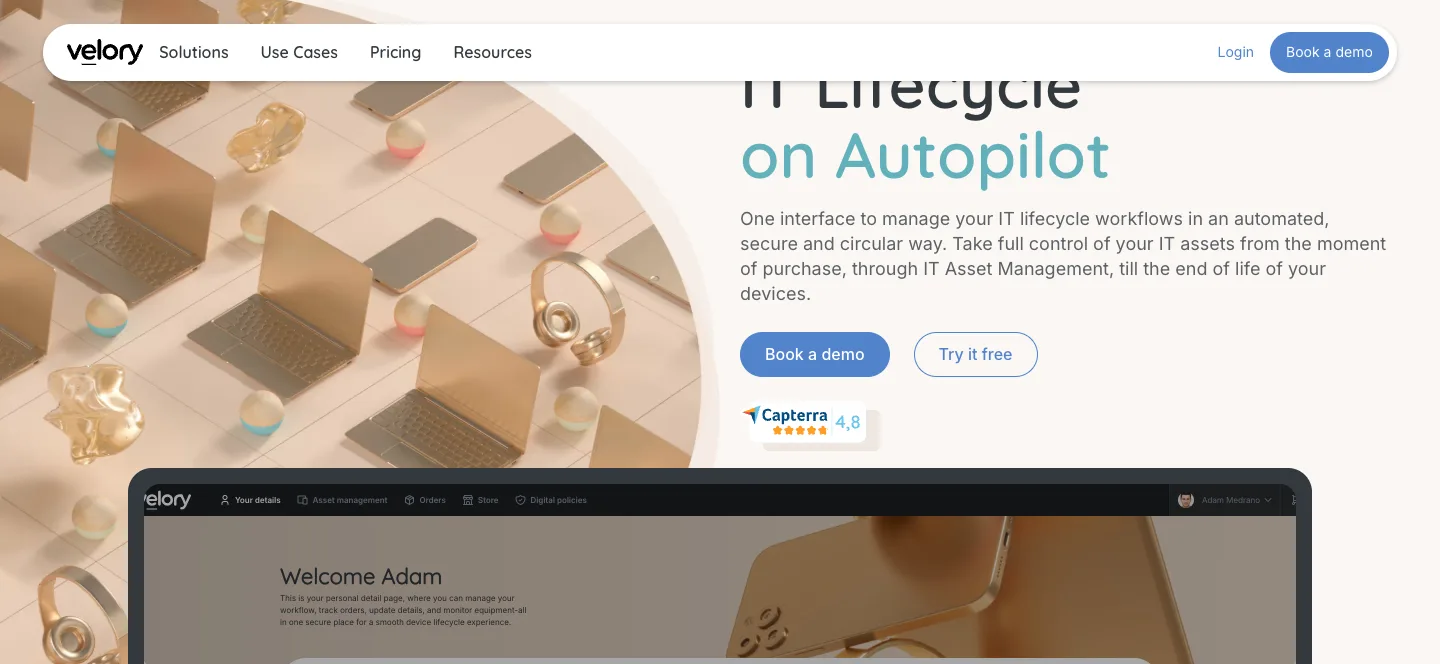 velory
Solutions
Use Cases
Pricing
Resources
Login
Book a demo
IT Lifecycle
on Autopilot
One interface to manage your IT lifecycle workflows in an automated,
secure and circular way. Take full control of your IT assets from the moment
of purchase, through IT Asset Management, till the end of life of your
devices.
Book a demo
Try it free
Capterra
4,8
velory
Your details
Asset management
Orders
Store
Digital policies
Adam Medrano
Welcome Adam
This is your personal detail page, where you can manage your
workflow, track orders, update details, and monitor equipment-all
in one secure place for a smooth device lifecycle experience.